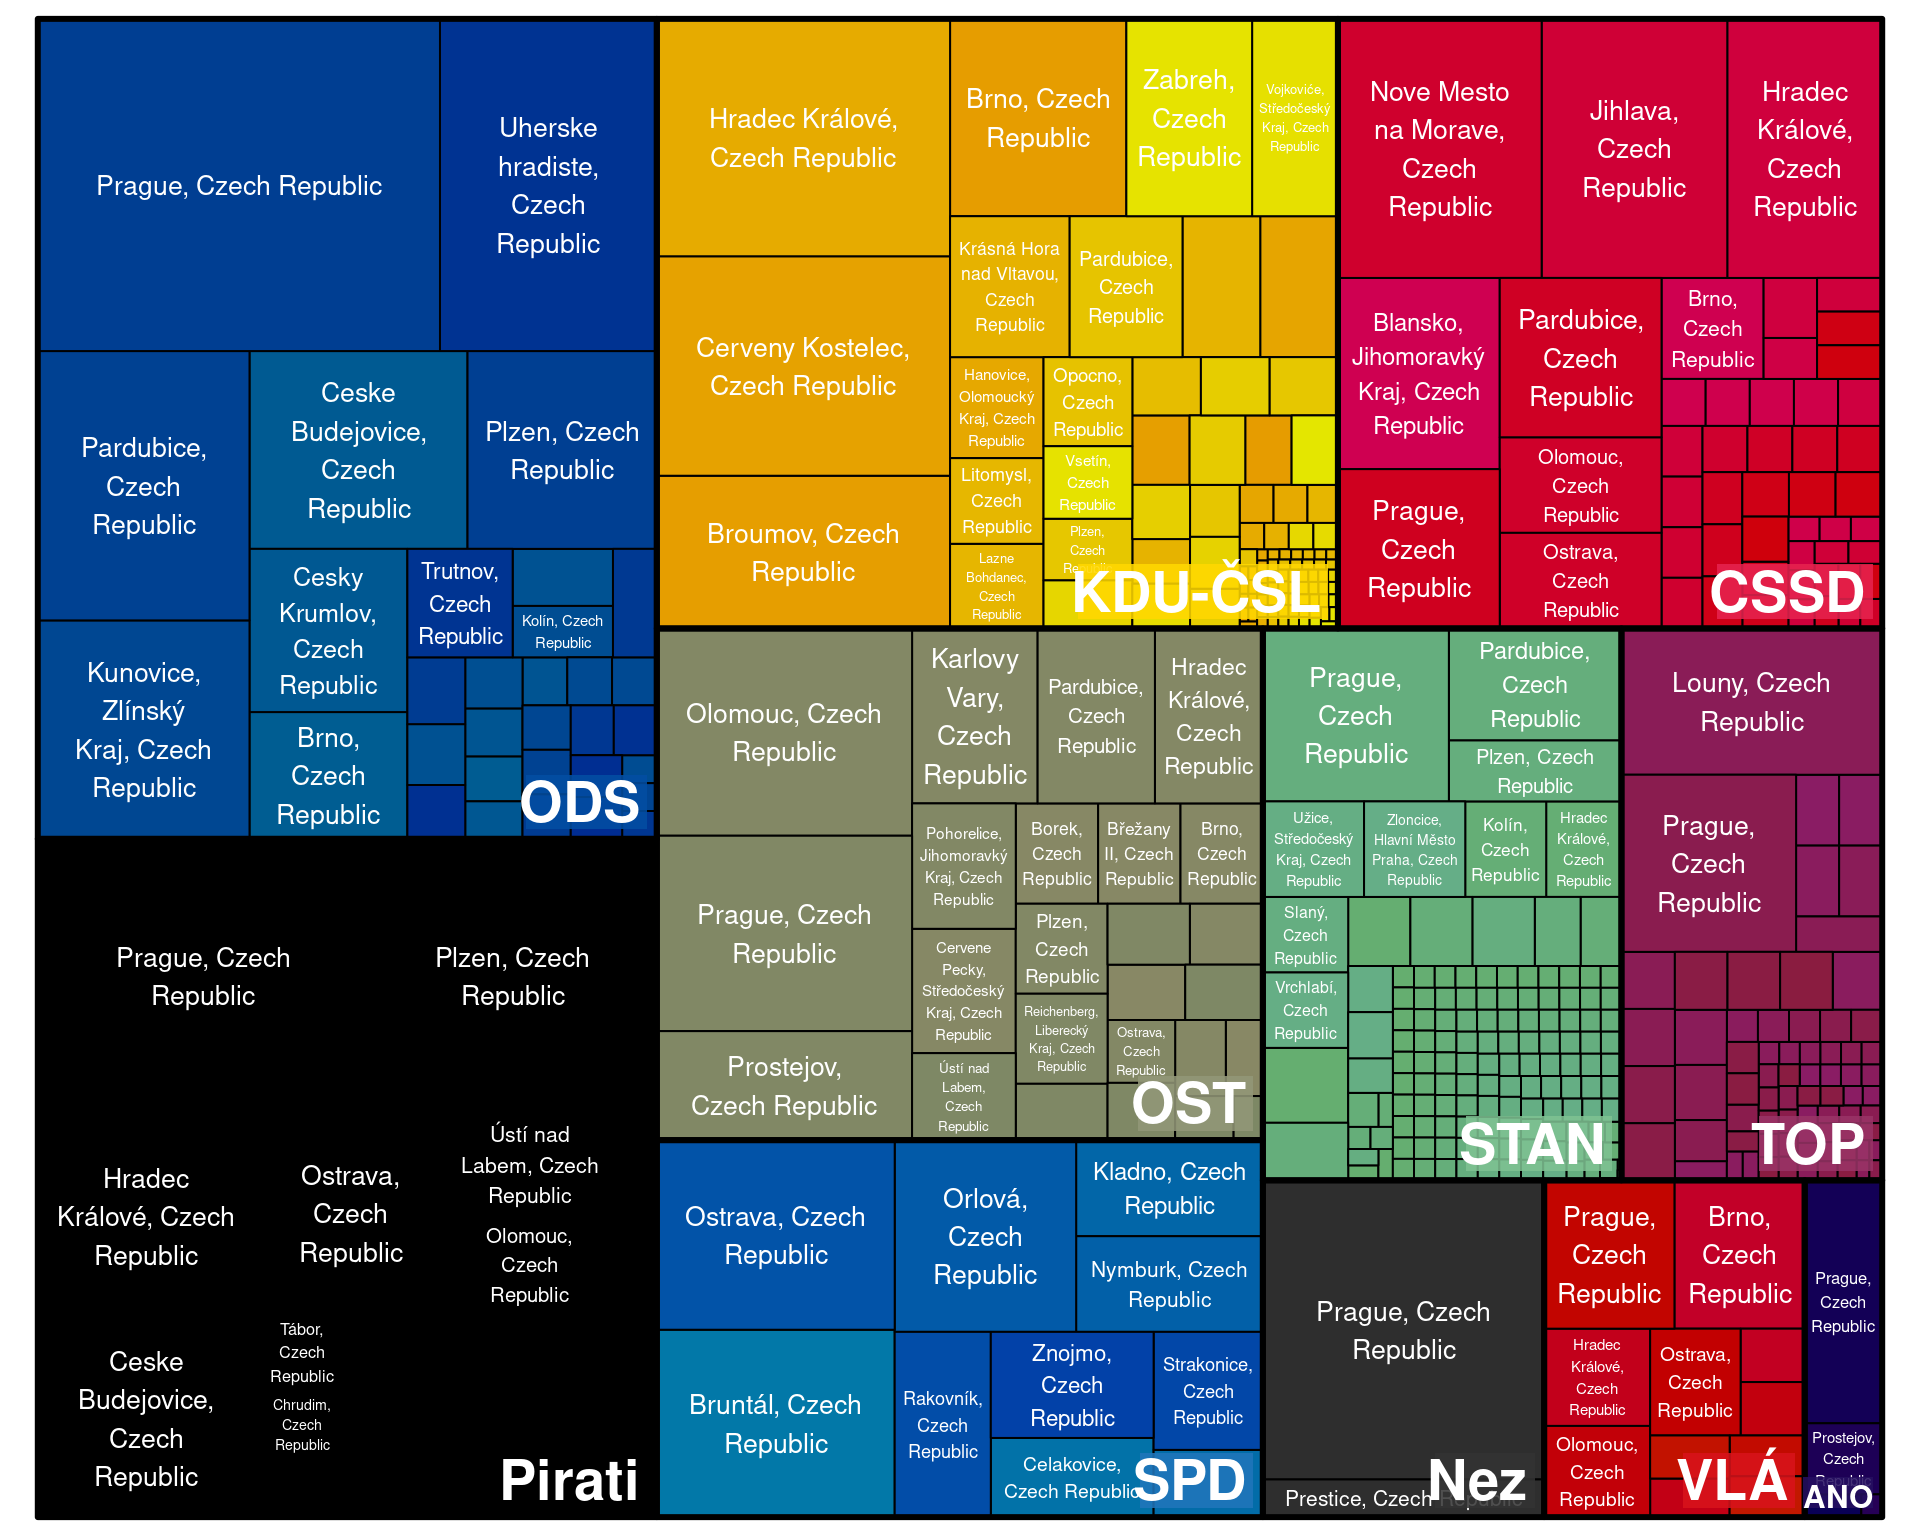 Prague, Czech Republic
Uherske
hradiste,
Czech
Republic
Pardubice,
Czech
Republic
Ceske
Budejovice,
Czech
Republic
Plzen, Czech
Republic
Kunovice,
Zlínský
Kraj, Czech
Republic
Cesky
Krumlov,
Czech
Republic
Trutnov,
Czech
Republic
Kolín, Czech
Republic
Brno,
Czech
Republic
ODS
Hradec Králové,
Czech Republic
Cerveny Kostelec,
Czech Republic
Broumov, Czech
Republic
Brno, Czech
Republic
Zabreh,
Czech
Republic
Vojkoviće,
Středočeský
Kraj, Czech
Republic
Krásná Hora
nad Vltavou,
Czech
Republic
Pardubice,
Czech
Republic
Hanovice,
Olomoucký
Kraj, Czech
Republic
Opocno,
Czech
Republic
Litomysl,
Czech
Republic
Vsetín,
Czech
Republic
Plzen,
Czech
Lazne
Bohdanec,
Czech
Republic
KDU-ČSL
Nove Mesto
na Morave,
Czech
Republic
Jihlava,
Czech
Republic
Hradec
Králové,
Czech
Republic
Blansko,
Jihomoravký
Kraj, Czech
Republic
Pardubice,
Czech
Republic
Brno,
Czech
Republic
Prague,
Czech
Republic
Olomouc,
Czech
Republic
Ostrava,
Czech
Republic
CSSD
Prague, Czech
Republic
Plzen, Czech
Republic
Hradec
Králové, Czech
Republic
Ostrava,
Czech
Republic
Ústí nad
Labem, Czech
Republic
Olomouc,
Czech
Republic
Ceske
Budejovice,
Czech
Republic
Tábor,
Czech
Republic
Chrudim,
Czech
Republic
Pirati
Olomouc, Czech
Republic
Prague, Czech
Republic
Prostejov,
Czech Republic
Karlovy
Vary,
Czech
Republic
Pardubice,
Czech
Republic
Hradec
Králové,
Czech
Republic
Pohorelice,
Jihomoravký
Kraj, Czech
Republic
Borek,
Czech
Republic
Břežany
II, Czech
Republic
Brno,
Czech
Republic
Cervene
Pecky,
Středočeský
Kraj, Czech
Republic
Plzen,
Czech
Republic
Reichenberg,
Liberecký
Kraj, Czech
Republic
Ostrava,
Czech
Republic
Ústí nad
Labem,
Czech
Republic
OST
Prague,
Czech
Republic
Pardubice,
Czech
Republic
Plzen, Czech
Republic
Užice,
Středočeský
Kraj, Czech
Republic
Zloncice,
Hlavní Město
Praha, Czech
Republic
Kolín,
Czech
Republic
Hradec
Králové,
Czech
Republic
Slaný,
Czech
Republic
Vrchlabí,
Czech
Republic
STAN
Louny, Czech
Republic
Prague,
Czech
Republic
TOP
Ostrava, Czech
Republic
Bruntál, Czech
Republic
Orlová,
Czech
Republic
Kladno, Czech
Republic
Nymburk, Czech
Republic
Rakovník,
Czech
Republic
Znojmo,
Czech
Republic
Strakonice,
Czech
Republic
Celakovice,
Czech Republic
SPD
Prague, Czech
Republic
Prestice, Czech Republic
Nez
Prague,
Czech
Republic
Brno,
Czech
Republic
Hradec
Králové,
Czech
Republic
Ostrava,
Czech
Republic
Olomouc,
Czech
Republic
VLÁ
Prague,
Czech
Republic
Prostejov,
Czech
Republic
ANO